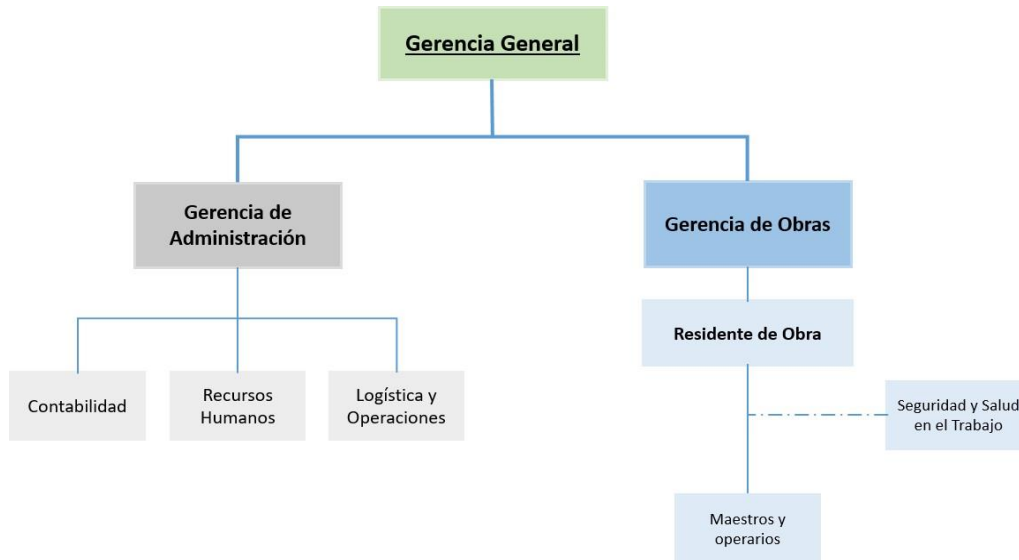 Gerencia General
Gerencia de
Administración
Gerencia de Obras
Residente de Obra
Contabilidad
Recursos
Humanos
Logística y
Operaciones
Seguridad y Salud
en el Trabajo
Maestros y
operarios